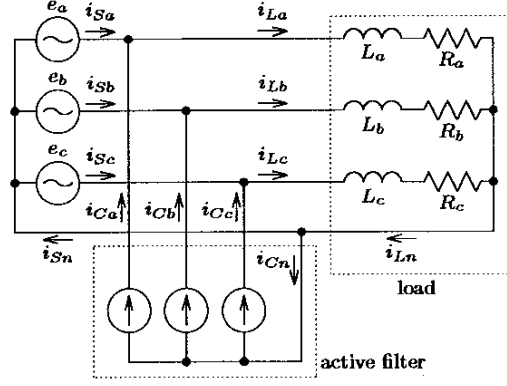 e_a i_Sa i_La
L_a R_a
e_b i_Sb i_Lb
L_b R_b
e_c i_Sc i_Lc
L_c R_c
i_Ca i_Cb i_Cc
i_Sn i_Cn i_Ln
load
active filter